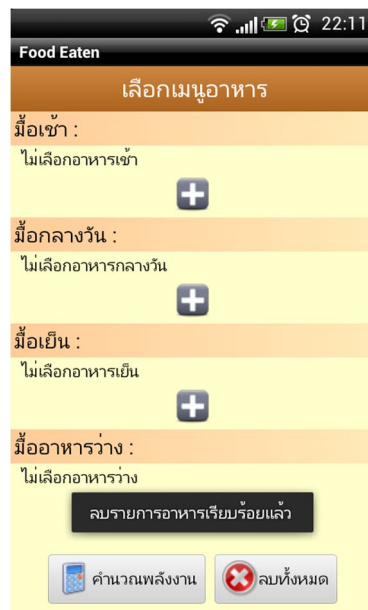 22:11
Food Eaten
เลือกเมนูอาหาร
มื้อเช้า :
ไม่เลือกอาหารเช้า
มื้อกลางวัน :
ไม่เลือกอาหารกลางวัน
มื้อเย็น :
ไม่เลือกอาหารเย็น
มื้ออาหารว่าง :
ไม่เลือกอาหารว่าง
ลบรายการอาหารเรียบร้อยแล้ว
คำนวณพลังงาน ลบทั้งหมด